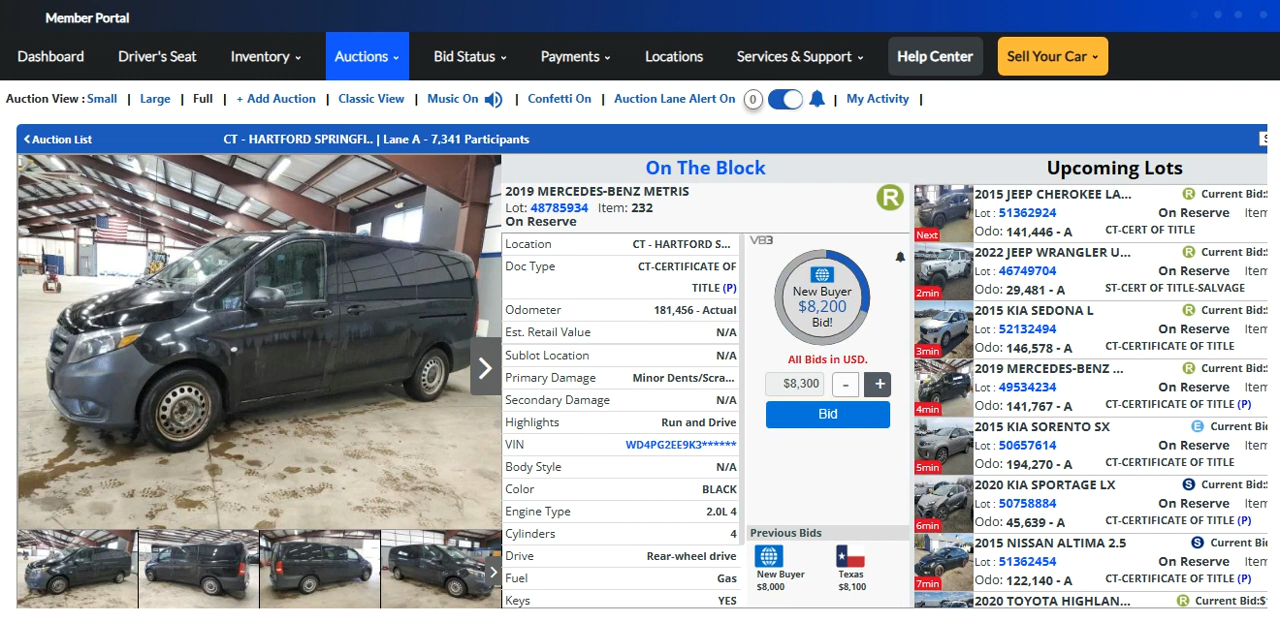 Member Portal
Dashboard Driver's Seat Inventory Auctions Bid Status Payments Locations Services & Support Help Center Sell Your Car
Auction View : Small | Large | Full | + Add Auction | Classic View | Music On | Confetti On | Auction Lane Alert On 0 | My Activity |
Auction List CT - HARTFORD SPRINGFI.. | Lane A - 7,341 Participants
On The Block
2019 MERCEDES-BENZ METRIS
Lot: 48785934 Item: 232
On Reserve
R
Location CT - HARTFORD S...
Doc Type CT-CERTIFICATE OF
TITLE (P)
Odometer 181,456 - Actual
Est. Retail Value N/A
Sublot Location N/A
Primary Damage Minor Dents/Scra...
Secondary Damage N/A
Highlights Run and Drive
VIN WD4PG2EE9K3******
Body Style N/A
Color BLACK
Engine Type 2.0L 4
Cylinders 4
Drive Rear-wheel drive
Fuel Gas
Keys YES
VB3
New Buyer
$8,200
Bid!
All Bids in USD.
$8,300 - +
Bid
Previous Bids
New Buyer
$8,000
Texas
$8,100
Upcoming Lots
2015 JEEP CHEROKEE LA... R Current Bid:
Lot : 51362924 On Reserve Item
Next Odo: 141,446 - A CT-CERT OF TITLE
2022 JEEP WRANGLER U... R Current Bid:
Lot : 46749704 On Reserve Item
2min Odo: 29,481 - A ST-CERT OF TITLE-SALVAGE
2015 KIA SEDONA L R Current Bid:
Lot : 52132494 On Reserve Item
3min Odo: 146,578 - A CT-CERTIFICATE OF TITLE
2019 MERCEDES-BENZ ... R Current Bid:
Lot : 49534234 On Reserve Item
4min Odo: 141,767 - A CT-CERTIFICATE OF TITLE (P)
2015 KIA SORENTO SX E Current Bi
Lot : 50657614 On Reserve Item
5min Odo: 194,270 - A CT-CERTIFICATE OF TITLE
2020 KIA SPORTAGE LX S Current Bid:
Lot : 50758884 On Reserve Item
6min Odo: 45,639 - A CT-CERTIFICATE OF TITLE (P)
2015 NISSAN ALTIMA 2.5 S Current Bi
Lot : 51362454 On Reserve Item
7min Odo: 122,140 - A CT-CERTIFICATE OF TITLE (P)
2020 TOYOTA HIGHLAN... R Current Bid:$